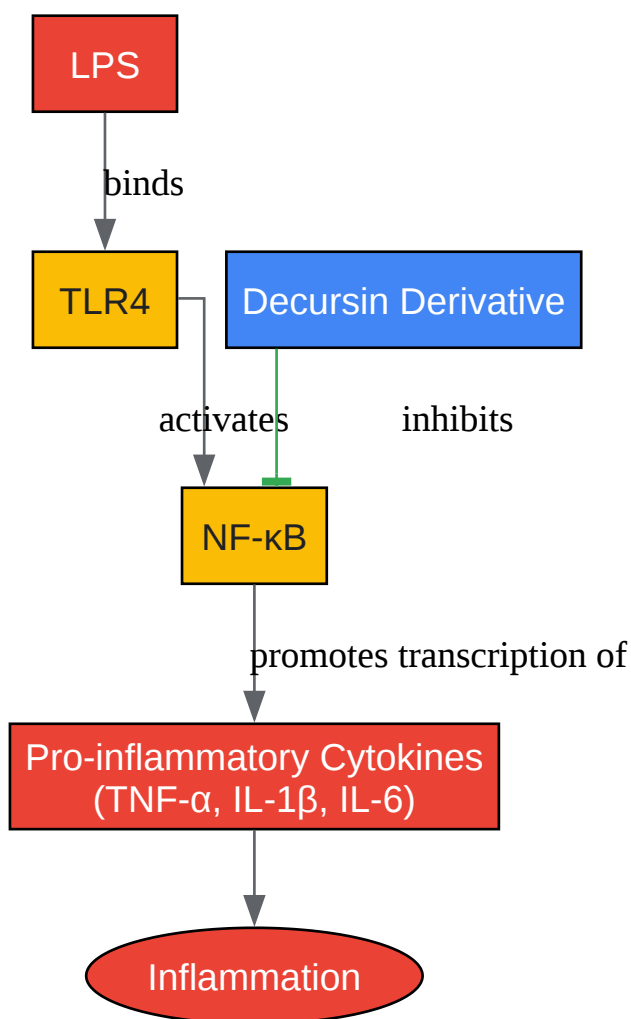 LPS
binds
TLR4
Decursin Derivative
activates
inhibits
NF-κB
promotes transcription of
Pro-inflammatory Cytokines
(TNF-α, IL-1β, IL-6)
Inflammation